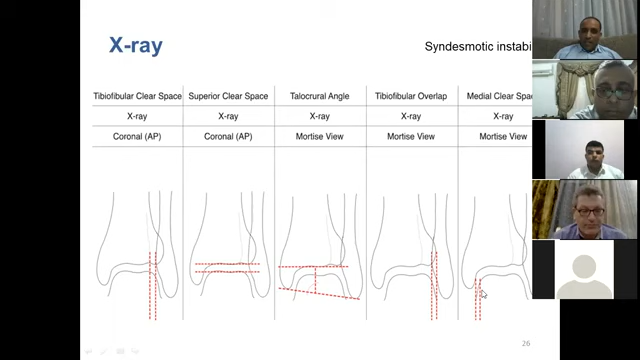 X-ray
Syndesmotic instabi
Tibiofibular Clear Space
Superior Clear Space
Talocrural Angle
Tibiofibular Overlap
Medial Clear Spac
X-ray
X-ray
X-ray
X-ray
X-ray
Coronal (AP)
Coronal (AP)
Mortise View
Mortise View
Mortise View
26